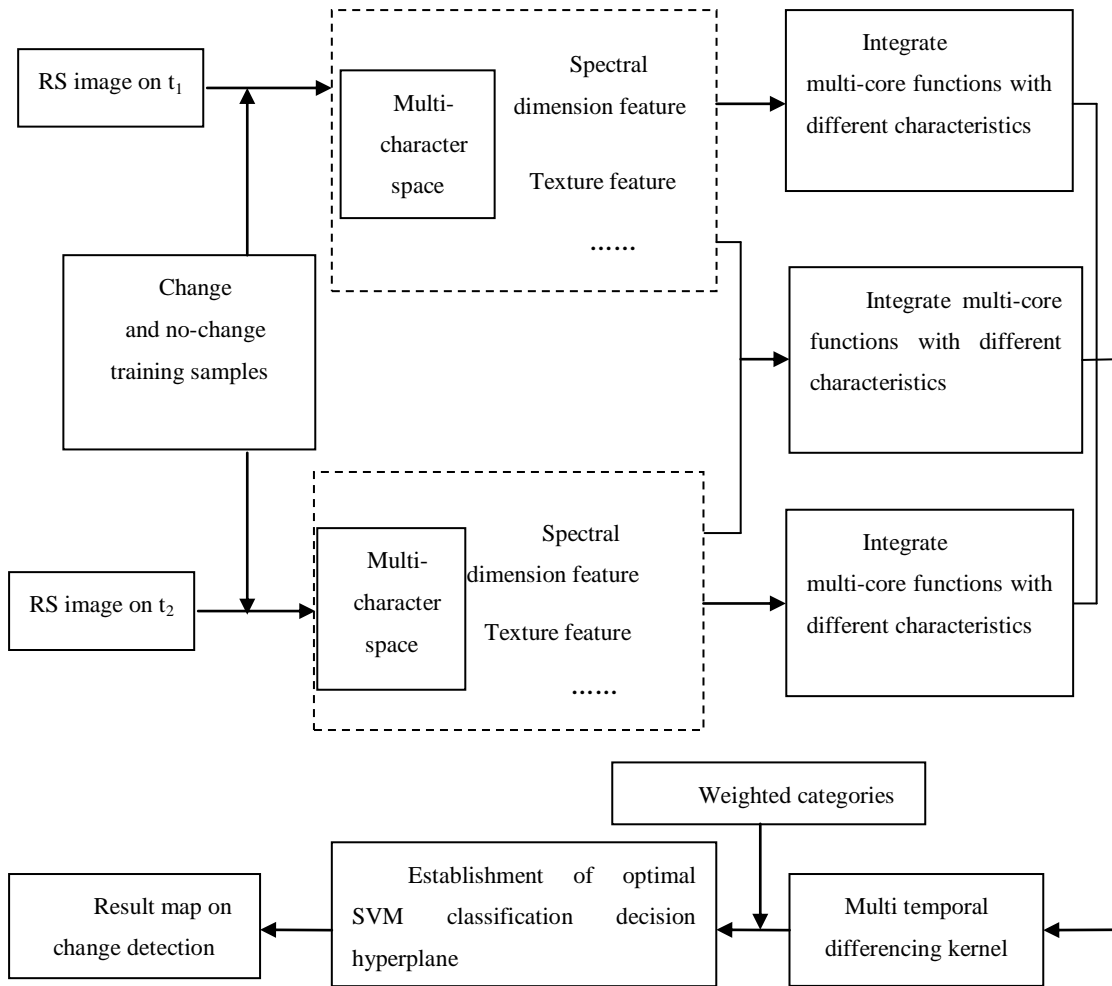 RS image on t1
Multi-
character
space
Spectral
dimension feature
Texture feature
……
Integrate
multi-core functions with
different characteristics
Change
and no-change
training samples
Integrate multi-core
functions with different
characteristics
RS image on t2
Multi-
character
space
Spectral
dimension feature
Texture feature
……
Integrate
multi-core functions with
different characteristics
Weighted categories
Result map on
change detection
Establishment of optimal
SVM classification decision
hyperplane
Multi temporal
differencing kernel